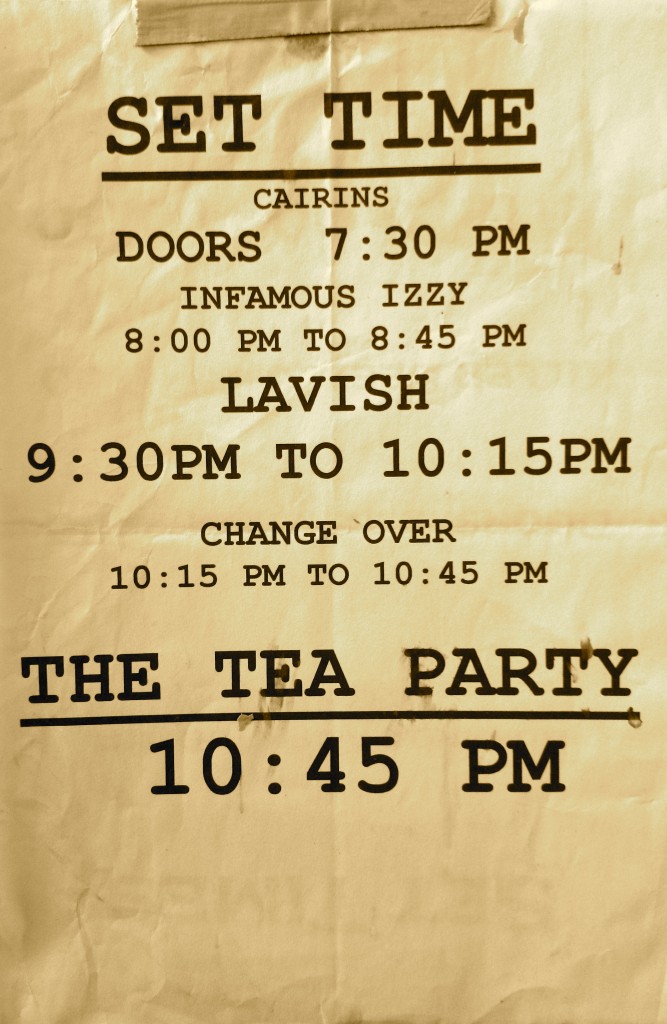 SET TIME
CAIRINS
DOORS 7:30 PM
INFAMOUS IZZY
8:00 PM TO 8:45 PM
LAVISH
9:30PM TO 10:15PM
CHANGE OVER
10:15 PM TO 10:45 PM
THE TEA PARTY
10:45 PM